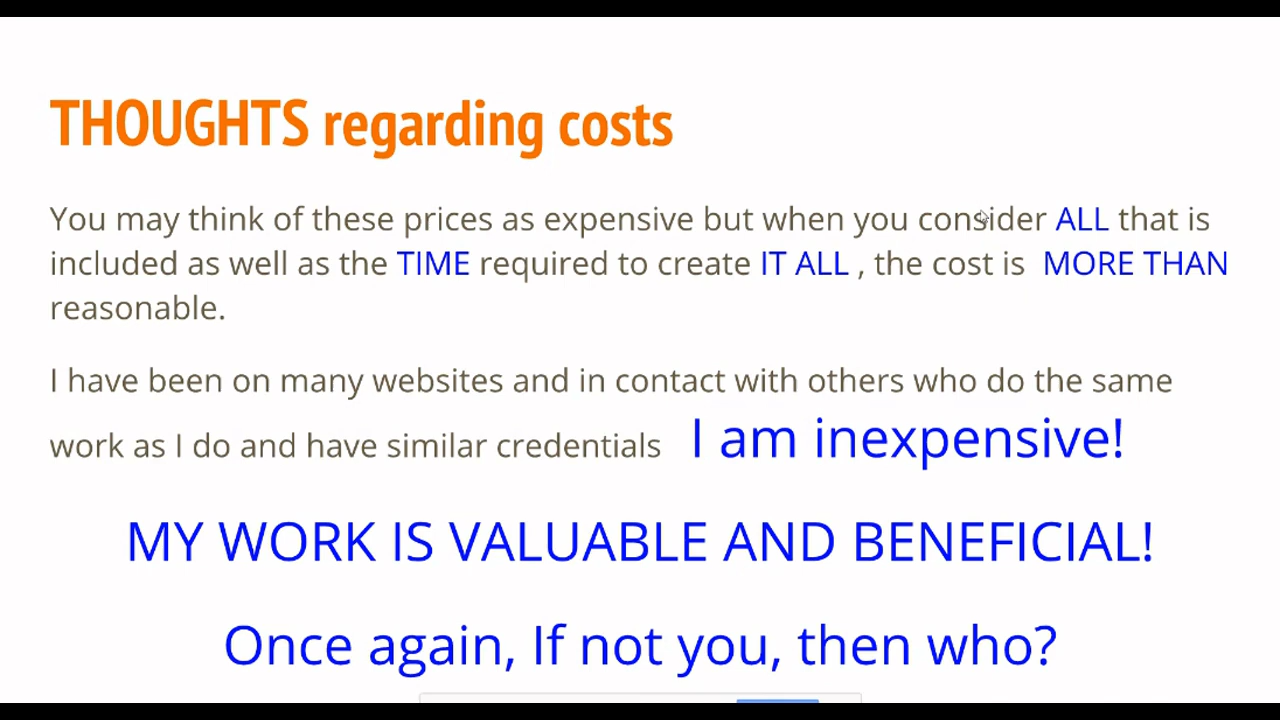 THOUGHTS regarding costs
You may think of these prices as expensive but when you consider ALL that is
included as well as the TIME required to create IT ALL , the cost is MORE THAN
reasonable.
I have been on many websites and in contact with others who do the same
work as I do and have similar credentials I am inexpensive!
MY WORK IS VALUABLE AND BENEFICIAL!
Once again, If not you, then who?